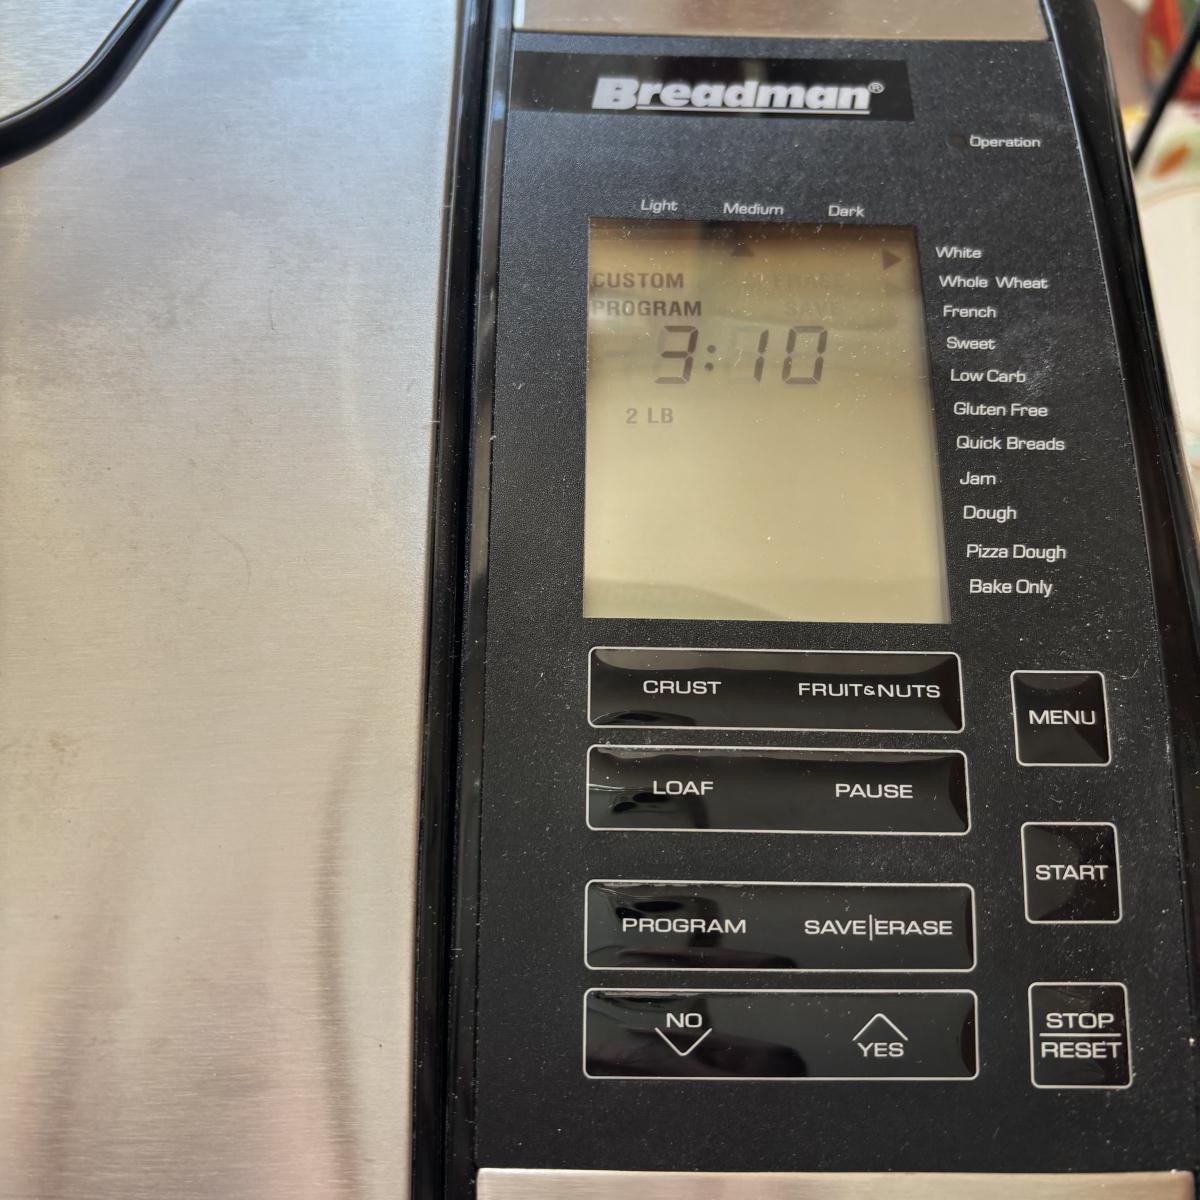 Breadman®
Operation
Light Medium Dark
White
CUSTOM ERASE
Whole Wheat
PROGRAM SAVE
French
3:10
Sweet
Low Carb
2 LB
Gluten Free
Quick Breads
Jam
Dough
Pizza Dough
Bake Only
CRUST FRUIT&NUTS
MENU
LOAF PAUSE
START
PROGRAM SAVE|ERASE
NO YES
STOP
RESET